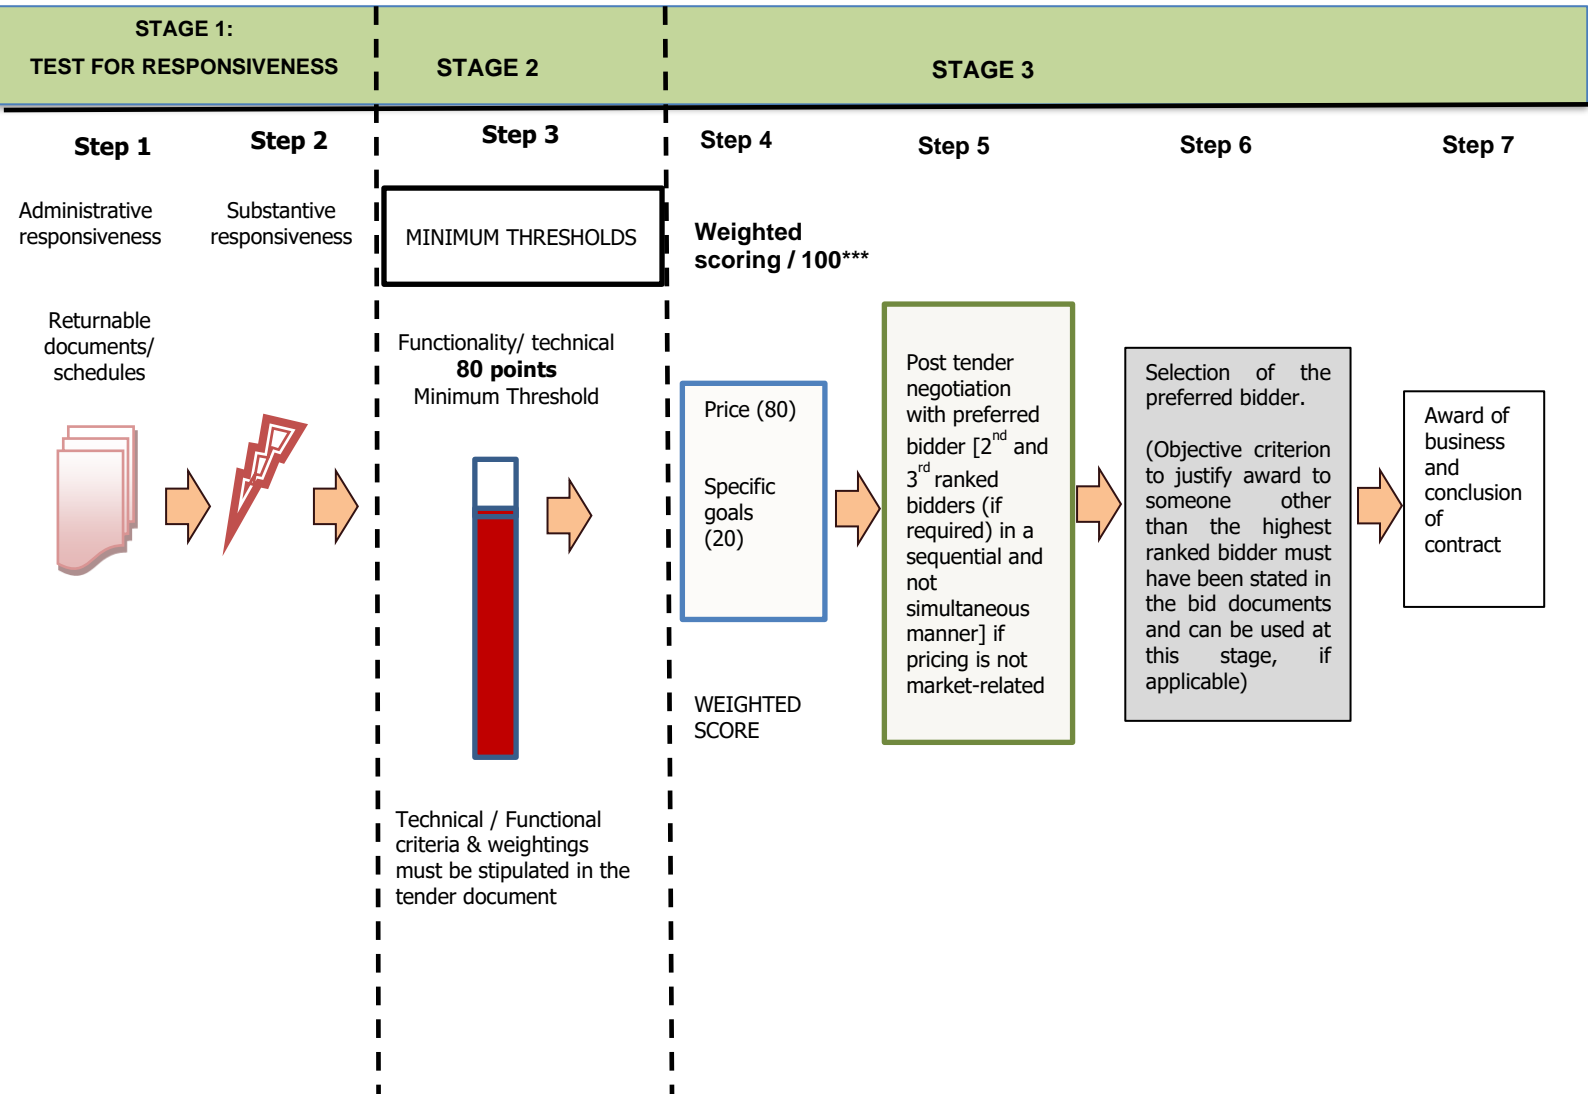 STAGE 1:
TEST FOR RESPONSIVENESS
STAGE 2
STAGE 3
Step 1
Step 2
Step 3
Step 4
Step 5
Step 6
Step 7
Administrative
responsiveness
Substantive
responsiveness
MINIMUM THRESHOLDS
Weighted
scoring / 100***
Returnable
documents/
schedules
Functionality/ technical
80 points
Minimum Threshold
Technical / Functional
criteria & weightings
must be stipulated in the
tender document
Price (80)
Specific
goals
(20)
WEIGHTED
SCORE
Post tender
negotiation
with preferred
bidder [2nd and
3rd ranked
bidders (if
required) in a
sequential and
not
simultaneous
manner] if
pricing is not
market-related
Selection of the
preferred bidder.
(Objective criterion
to justify award to
someone other
than the highest
ranked bidder must
have been stated in
the bid documents
and can be used at
this stage, if
applicable)
Award of
business
and
conclusion
of
contract